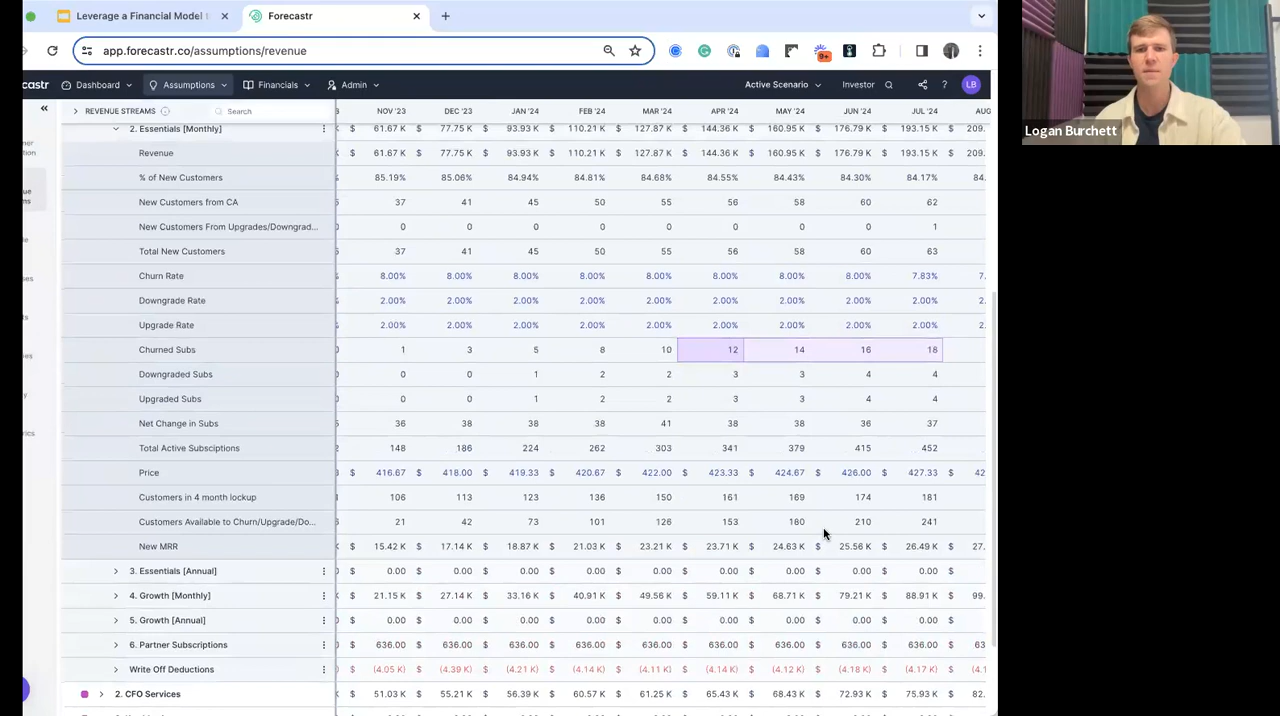 Leverage a Financial Model
Forecastr
app.forecastr.co/assumptions/revenue
9+
castr Dashboard Assumptions Financials Admin Active Scenario Investor ? LB
Logan Burchett
REVENUE STREAMS Search NOV '23 DEC '23 JAN '24 FEB '24 MAR '24 APR '24 MAY '24 JUN '24 JUL '24 AUG
2. Essentials [Monthly] $ 61.67 K $ 77.75 K $ 93.93 K $ 110.21 K $ 127.87 K $ 144.36 K $ 160.95 K $ 176.79 K $ 193.15 K $ 209.
Revenue $ 61.67 K $ 77.75 K $ 93.93 K $ 110.21 K $ 127.87 K $ 144.36 K $ 160.95 K $ 176.79 K $ 193.15 K $ 209.
% of New Customers 85.19% 85.06% 84.94% 84.81% 84.68% 84.55% 84.43% 84.30% 84.17% 84.
New Customers from CA 37 41 45 50 55 56 58 60 62
New Customers From Upgrades/Downgrad... 0 0 0 0 0 0 0 0 1
Total New Customers 37 41 45 50 55 56 58 60 63
Churn Rate 8.00% 8.00% 8.00% 8.00% 8.00% 8.00% 8.00% 8.00% 7.83% 7.
Downgrade Rate 2.00% 2.00% 2.00% 2.00% 2.00% 2.00% 2.00% 2.00% 2.00% 2.
Upgrade Rate 2.00% 2.00% 2.00% 2.00% 2.00% 2.00% 2.00% 2.00% 2.00% 2.
Churned Subs 1 3 5 8 10 12 14 16 18
Downgraded Subs 0 0 1 2 2 3 3 4 4
Upgraded Subs 0 0 1 2 2 3 3 4 4
Net Change in Subs 36 38 38 38 41 38 38 36 37
Total Active Subsciptions 148 186 224 262 303 341 379 415 452
Price $ 416.67 $ 418.00 $ 419.33 $ 420.67 $ 422.00 $ 423.33 $ 424.67 $ 426.00 $ 427.33 $ 42
Customers in 4 month lockup 106 113 123 136 150 161 169 174 181
Customers Available to Churn/Upgrade/Do... 21 42 73 101 126 153 180 210 241
New MRR $ 15.42 K $ 17.14 K $ 18.87 K $ 21.03 K $ 23.21 K $ 23.71 K $ 24.63 K $ 25.56 K $ 26.49 K $ 27.
3. Essentials [Annual] $ 0.00 $ 0.00 $ 0.00 $ 0.00 $ 0.00 $ 0.00 $ 0.00 $ 0.00 $ 0.00 $
4. Growth [Monthly] $ 21.15 K $ 27.14 K $ 33.16 K $ 40.91 K $ 49.56 K $ 59.11 K $ 68.71 K $ 79.21 K $ 88.91 K $ 99.
5. Growth [Annual] $ 0.00 $ 0.00 $ 0.00 $ 0.00 $ 0.00 $ 0.00 $ 0.00 $ 0.00 $ 0.00 $
6. Partner Subscriptions $ 636.00 $ 636.00 $ 636.00 $ 636.00 $ 636.00 $ 636.00 $ 636.00 $ 636.00 $ 636.00 $ 63
Write Off Deductions $ (4.05 K) $ (4.39 K) $ (4.21 K) $ (4.14 K) $ (4.11 K) $ (4.14 K) $ (4.12 K) $ (4.18 K) $ (4.17 K) $ (4.1
2. CFO Services $ 51.03 K $ 55.21 K $ 56.39 K $ 60.57 K $ 61.25 K $ 65.43 K $ 68.43 K $ 72.93 K $ 75.93 K $ 82.